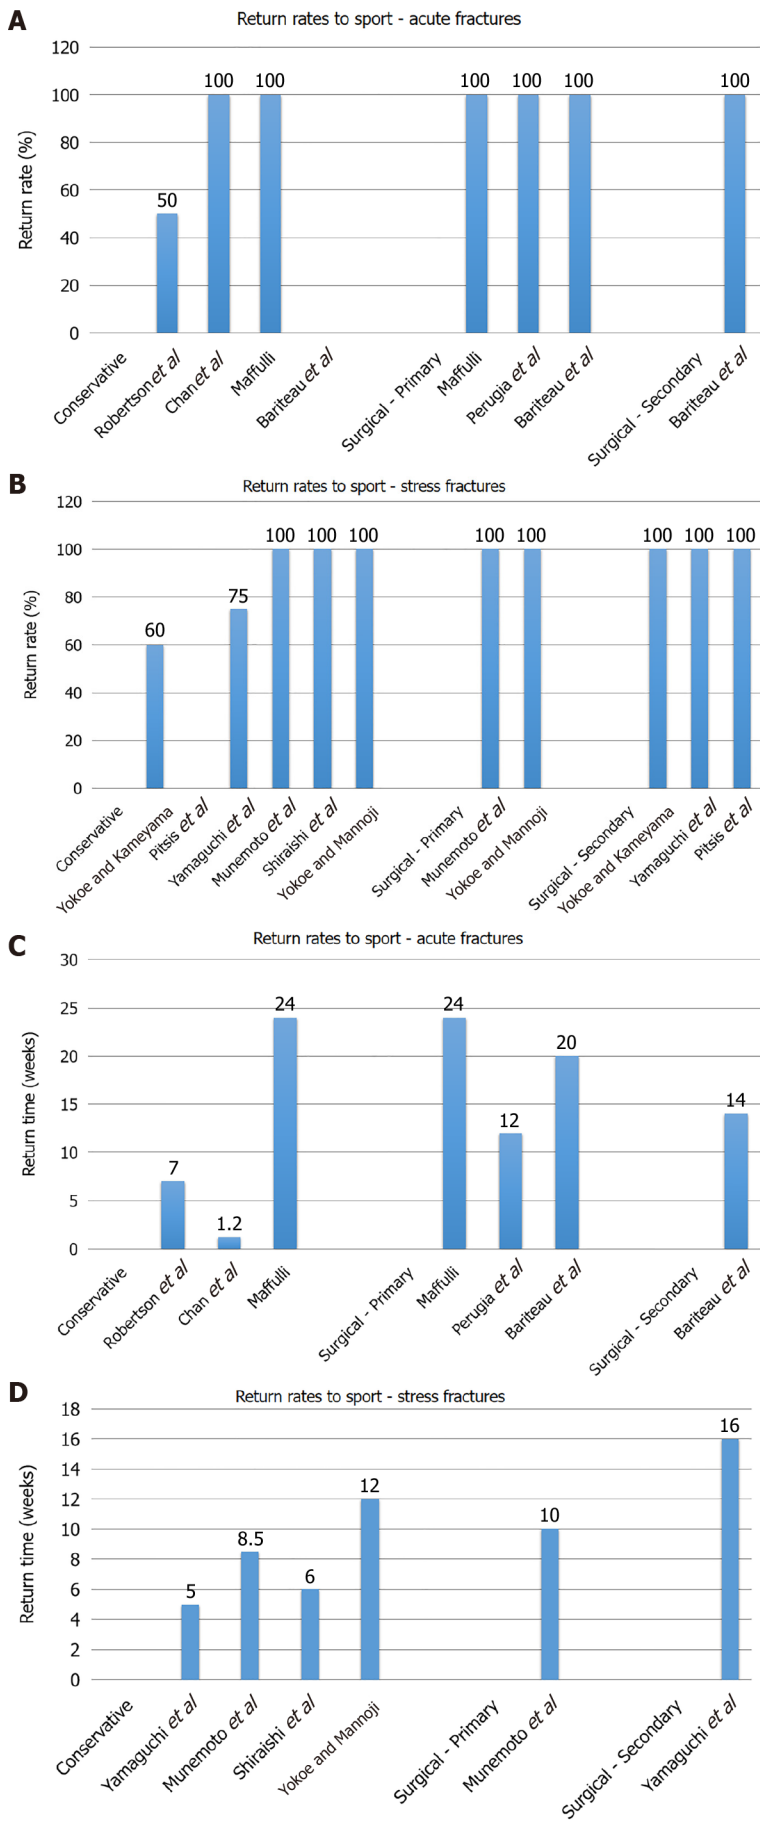 A
Return rates to sport - acute fractures
Return rate (%)
120
100
80
60
40
20
0
50
100
100
100
100
100
100
Conservative
Robertson et al
Chan et al
Maffulli
Bariteau et al
Surgical - Primary
Maffulli
Perugia et al
Bariteau et al
Surgical - Secondary
Bariteau et al
B
Return rates to sport - stress fractures
Return rate (%)
120
100
80
60
40
20
0
60
75
100
100
100
100
100
100
100
100
Conservative
Yokoe and Kameyama
Pitsis et al
Yamaguchi et al
Munemoto et al
Shiraishi et al
Yokoe and Mannoji
Surgical - Primary
Munemoto et al
Yokoe and Mannoji
Surgical - Secondary
Yokoe and Kameyama
Yamaguchi et al
Pitsis et al
C
Return rates to sport - acute fractures
Return time (weeks)
30
25
20
15
10
5
0
7
1.2
24
24
12
20
14
Conservative
Robertson et al
Chan et al
Maffulli
Surgical - Primary
Maffulli
Perugia et al
Bariteau et al
Surgical - Secondary
Bariteau et al
D
Return rates to sport - stress fractures
Return time (weeks)
18
16
14
12
10
8
6
4
2
0
5
8.5
6
12
10
16
Conservative
Yamaguchi et al
Munemoto et al
Shiraishi et al
Yokoe and Mannoji
Surgical - Primary
Munemoto et al
Surgical - Secondary
Yamaguchi et al